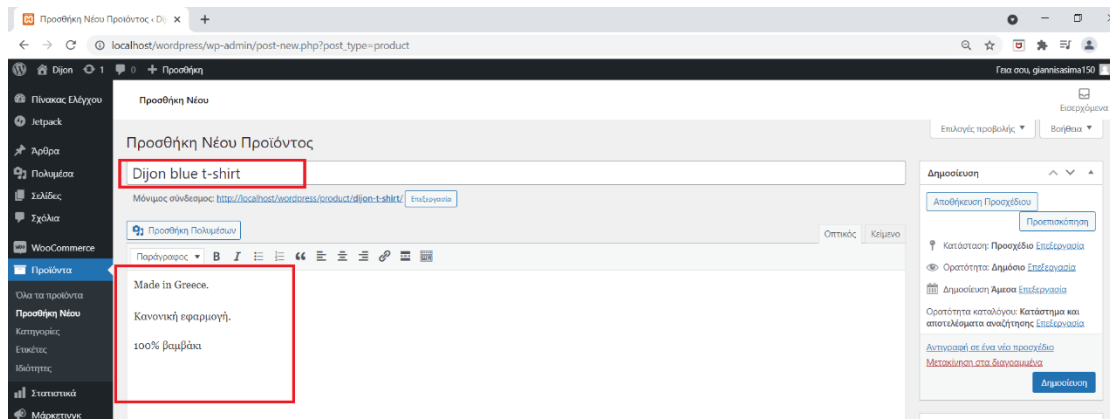 Προσθήκη Νέου Προϊόντος ‹ Dij
localhost/wordpress/wp-admin/post-new.php?post_type=product
Dijon 1 0 + Προσθήκη
Γεια σου, giannisasima150
Πίνακας Ελέγχου
Jetpack
Άρθρα
Πολυμέσα
Σελίδες
Σχόλια
WooCommerce
Προϊόντα
Όλα τα προϊόντα
Προσθήκη Νέου
Κατηγορίες
Ετικέτες
Ιδιότητες
Στατιστικά
Μάρκετινγκ
Προσθήκη Νέου
Εισερχόμενα
Επιλογές προβολής
Βοήθεια
Προσθήκη Νέου Προϊόντος
Dijon blue t-shirt
Μόνιμος σύνδεσμος: http://localhost/wordpress/product/dijon-t-shirt/ Επεξεργασία
Προσθήκη Πολυμέσων
Οπτικός Κείμενο
Παράγραφος B I
Made in Greece.
Κανονική εφαρμογή.
100% βαμβάκι
Δημοσίευση
Αποθήκευση Προσχέδιου
Προεπισκόπηση
Κατάσταση: Προσχέδιο Επεξεργασία
Ορατότητα: Δημόσιο Επεξεργασία
Δημοσίευση Άμεσα Επεξεργασία
Ορατότητα καταλόγου: Κατάστημα και
αποτελέσματα αναζήτησης Επεξεργασία
Αντιγραφή σε ένα νέο προσχέδιο
Μετακίνηση στα διαγραμμένα
Δημοσίευση